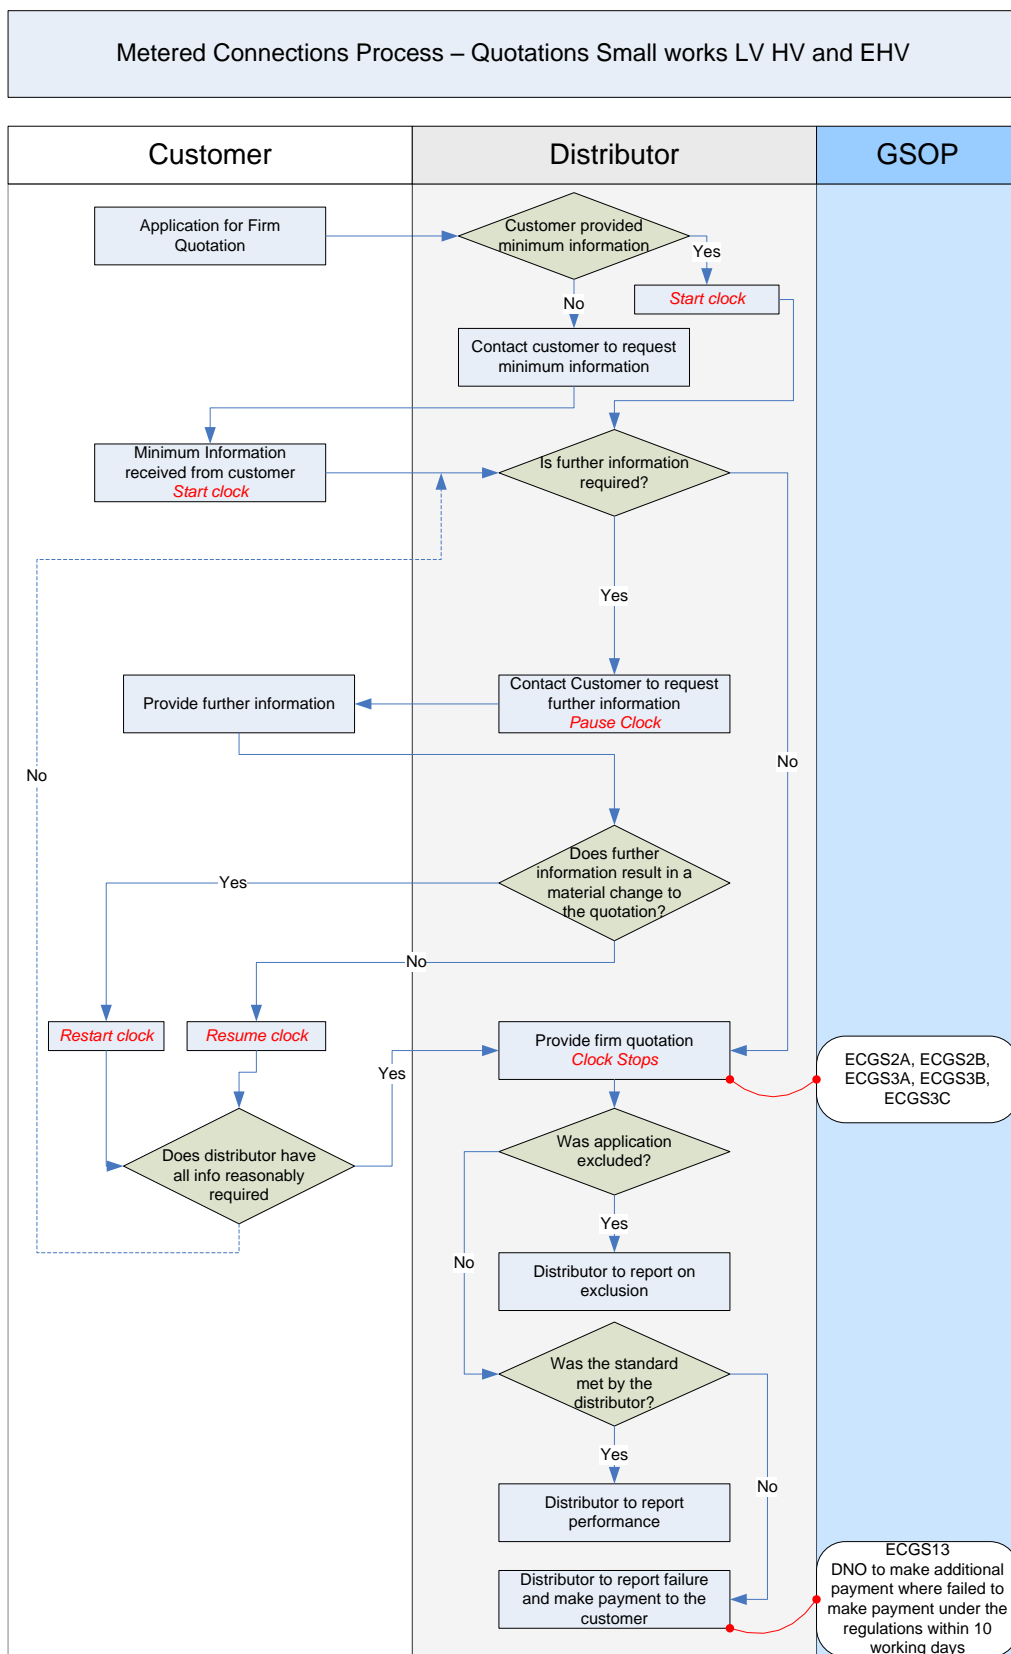 Metered Connections Process – Quotations Small works LV HV and EHV
Customer
Distributor
GSOP
Application for Firm
Quotation
Customer provided
minimum information
Yes
Start clock
No
Contact customer to request
minimum information
Minimum Information
received from customer
Start clock
Is further information
required?
Yes
Provide further information
Contact Customer to request
further information
Pause Clock
No
No
Does further
information result in a
material change to
the quotation?
Yes
No
Restart clock
Resume clock
Yes
Provide firm quotation
Clock Stops
ECGS2A, ECGS2B,
ECGS3A, ECGS3B,
ECGS3C
Does distributor have
all info reasonably
required
Was application
excluded?
Yes
No
Distributor to report on
exclusion
Was the standard
met by the
distributor?
Yes
No
Distributor to report
performance
Distributor to report failure
and make payment to the
customer
ECGS13
DNO to make additional
payment where failed to
make payment under the
regulations within 10
working days